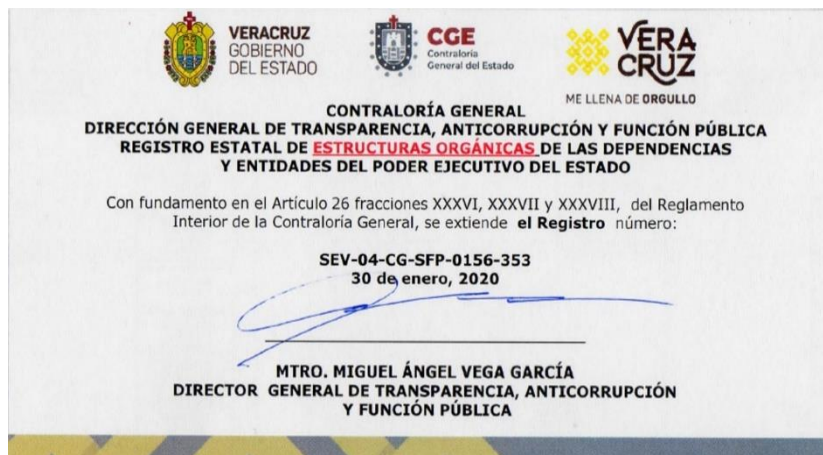 VERACRUZ
GOBIERNO
DEL ESTADO
CGE
Contraloría
General del Estado
VERA
CRUZ
ME LLENA DE ORGULLO
CONTRALORÍA GENERAL
DIRECCIÓN GENERAL DE TRANSPARENCIA, ANTICORRUPCIÓN Y FUNCIÓN PÚBLICA
REGISTRO ESTATAL DE ESTRUCTURAS ORGÁNICAS DE LAS DEPENDENCIAS
Y ENTIDADES DEL PODER EJECUTIVO DEL ESTADO
Con fundamento en el Artículo 26 fracciones XXXVI, XXXVII y XXXVIII, del Reglamento
Interior de la Contraloría General, se extiende el Registro número:
SEV-04-CG-SFP-0156-353
30 de enero, 2020
MTRO. MIGUEL ÁNGEL VEGA GARCÍA
DIRECTOR GENERAL DE TRANSPARENCIA, ANTICORRUPCIÓN
Y FUNCIÓN PÚBLICA